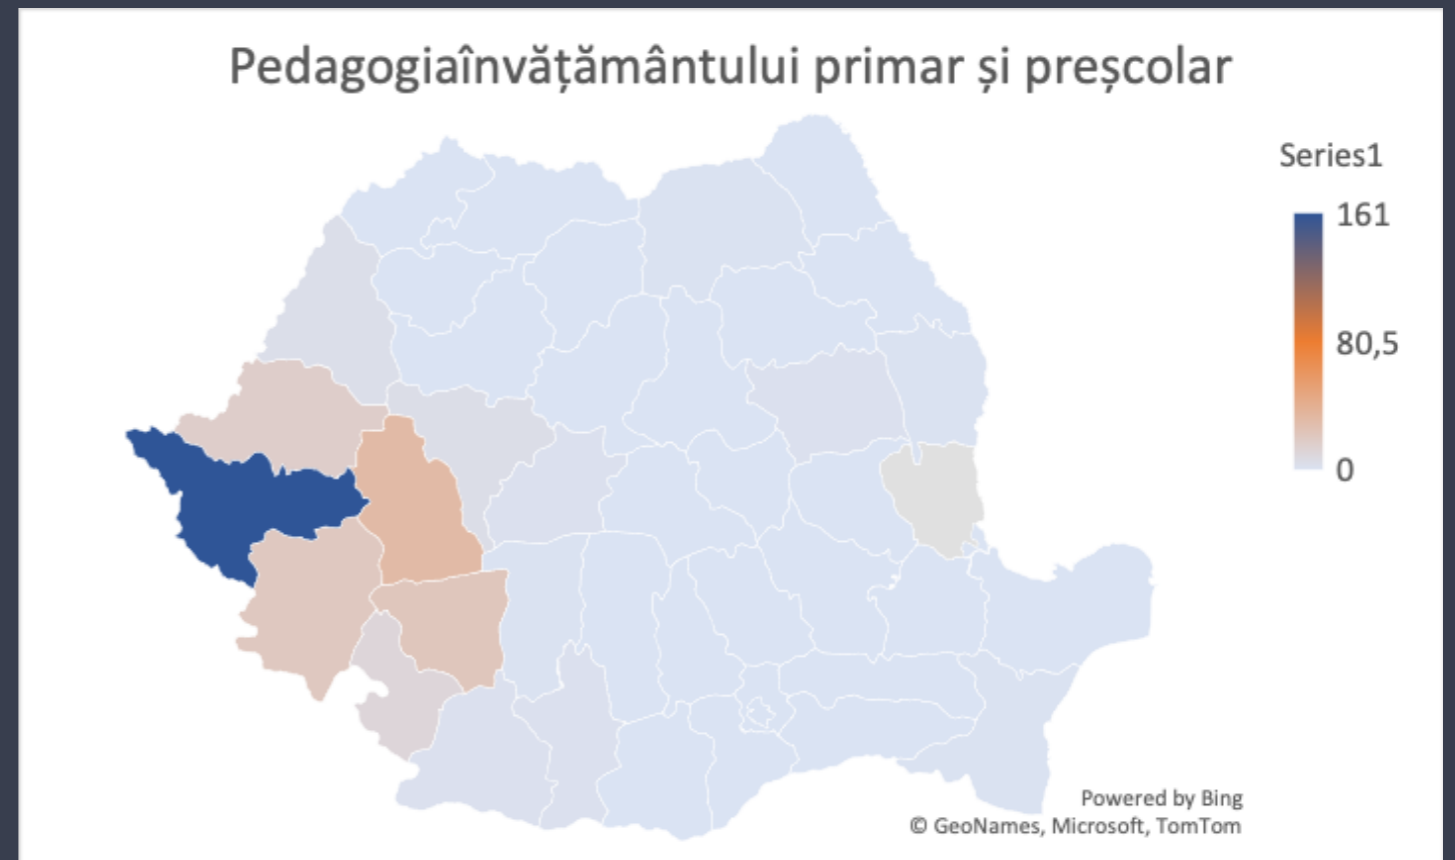 Pedagogiaînvățământului primar și preșcolar
Series1
161
80,5
0
Powered by Bing
© GeoNames, Microsoft, TomTom